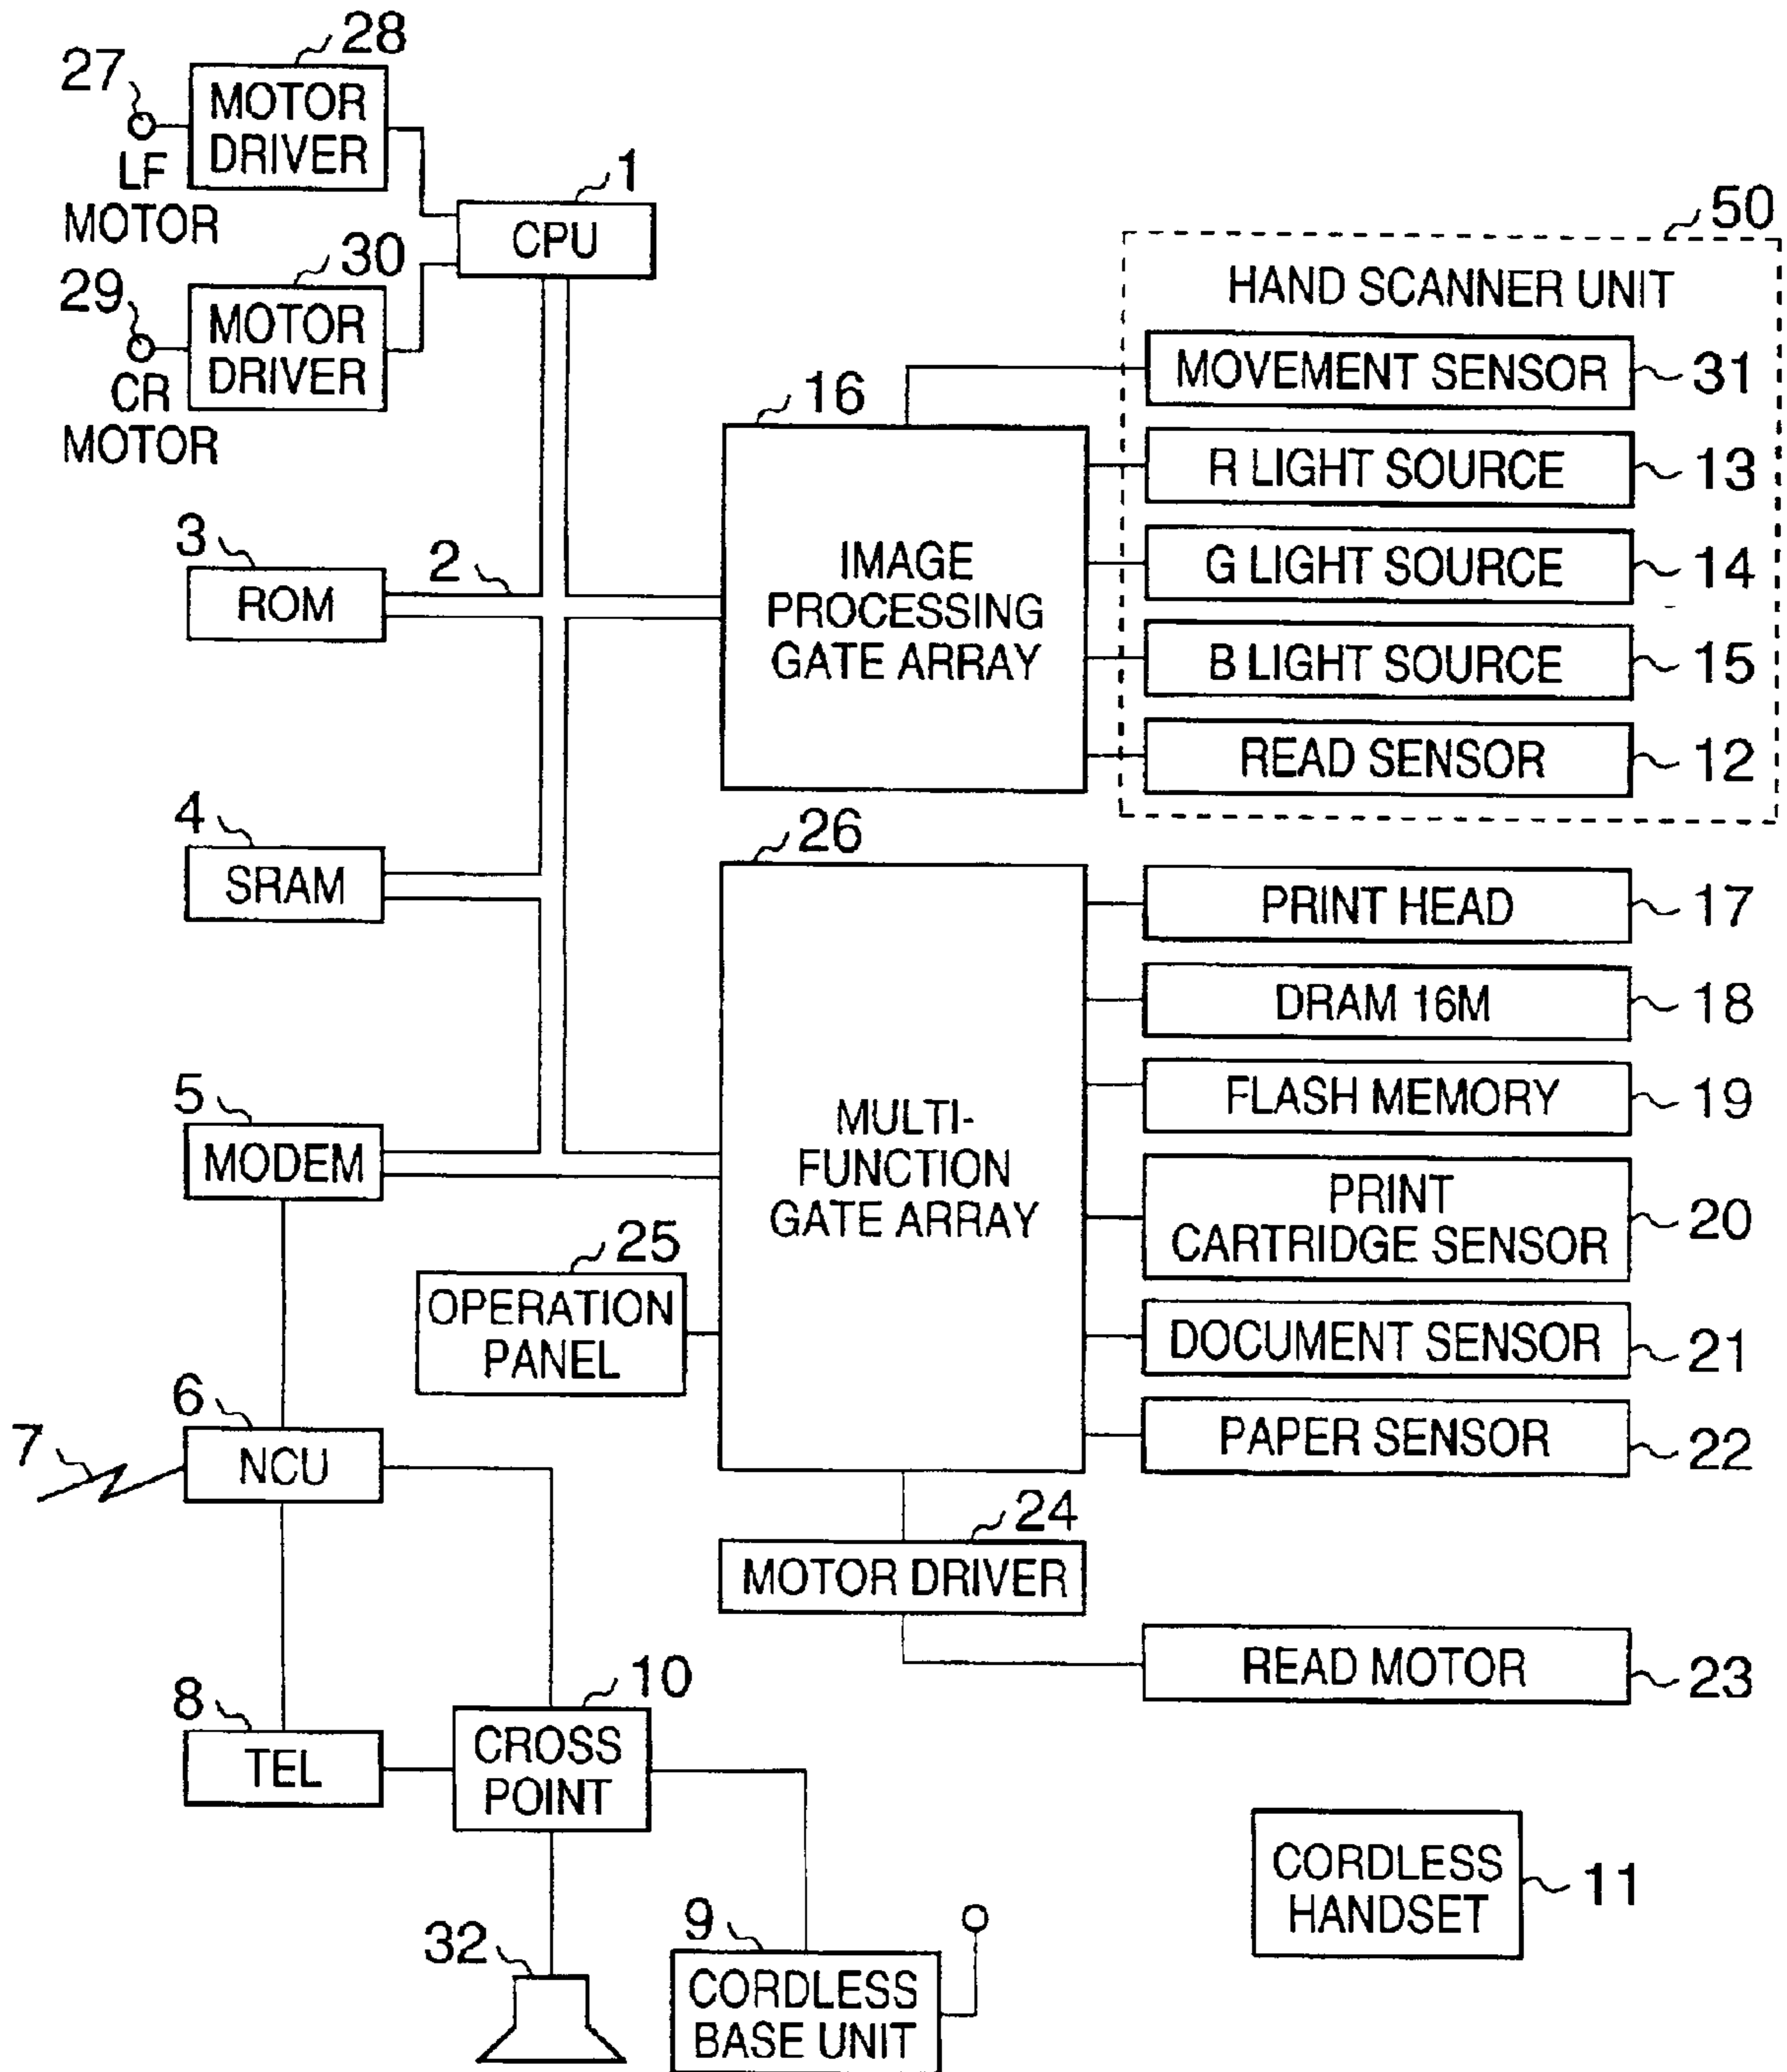 28
27
MOTOR
DRIVER
LF
MOTOR
1
CPU
30
29
MOTOR
DRIVER
CR
MOTOR
50
HAND SCANNER UNIT
MOVEMENT SENSOR
31
16
R LIGHT SOURCE
13
IMAGE
PROCESSING
GATE ARRAY
G LIGHT SOURCE
14
B LIGHT SOURCE
15
READ SENSOR
12
3
ROM
2
4
SRAM
26
PRINT HEAD
17
DRAM 16M
18
FLASH MEMORY
19
5
MODEM
MULTI-
FUNCTION
GATE ARRAY
PRINT
CARTRIDGE SENSOR
20
25
OPERATION
PANEL
DOCUMENT SENSOR
21
6
7
NCU
PAPER SENSOR
22
24
MOTOR DRIVER
READ MOTOR
23
8
TEL
10
CROSS
POINT
CORDLESS
HANDSET
11
32
9
CORDLESS
BASE UNIT